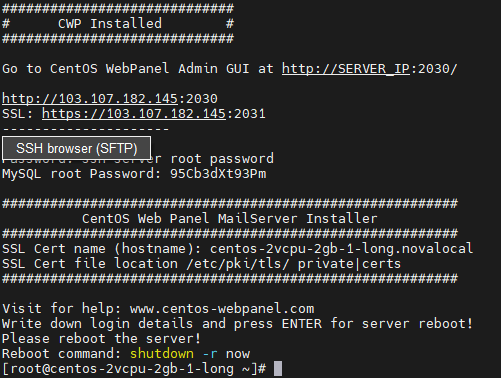 ##############################
# CWP Installed #
##############################
Go to CentOS WebPanel Admin GUI at http://SERVER_IP:2030/
http://103.107.182.145:2030
SSL: https://103.107.182.145:2031
---------------------
SSH browser (SFTP)
Password: ssh server root password
MySQL root Password: 95Cb3dXt93Pm
###########################################################
CentOS Web Panel MailServer Installer
###########################################################
SSL Cert name (hostname): centos-2vcpu-2gb-1-long.novalocal
SSL Cert file location /etc/pki/tls/ private|certs
###########################################################
Visit for help: www.centos-webpanel.com
Write down login details and press ENTER for server reboot!
Please reboot the server!
Reboot command: shutdown -r now
[root@centos-2vcpu-2gb-1-long ~]#